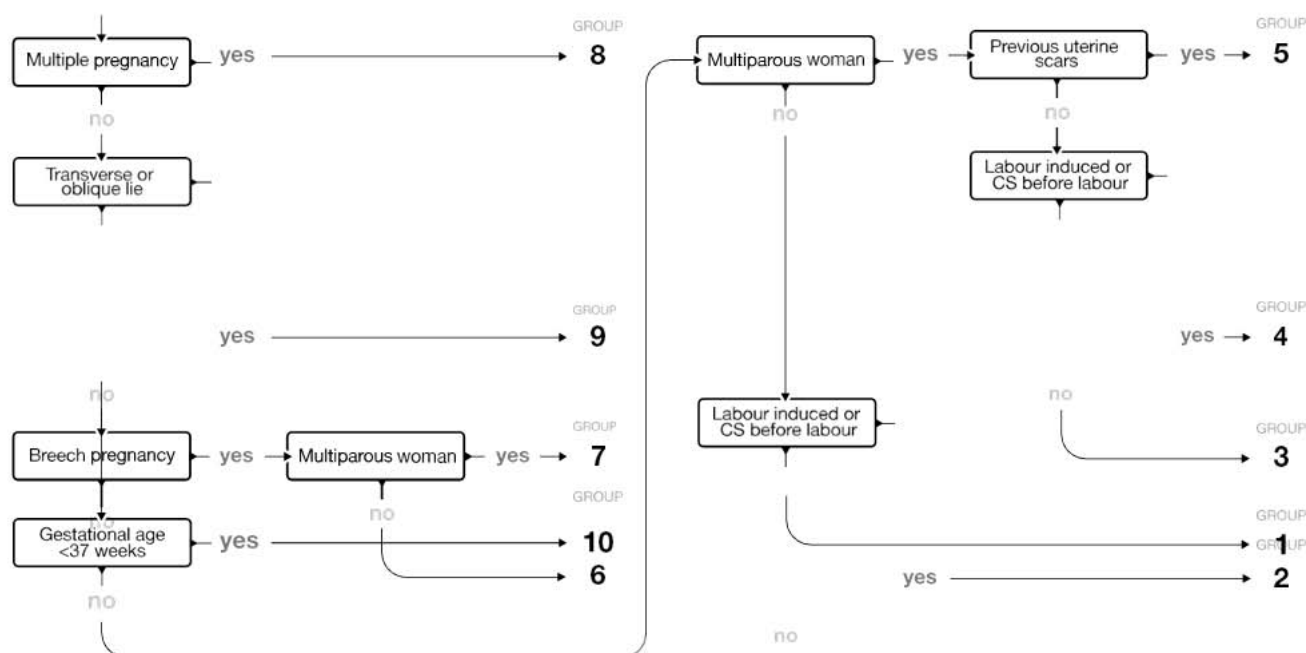 GROUP
Multiple pregnancy
yes
8
no
Transverse or
oblique lie
GROUP
yes
9
no
GROUP
Breech pregnancy
yes
Multiparous woman
yes
7
no
GROUP
no
Gestational age
<37 weeks
yes
10
6
no
GROUP
Multiparous woman
yes
Previous uterine
scars
yes
5
no
no
Labour induced or
CS before labour
GROUP
yes
4
no
Labour induced or
CS before labour
GROUP
3
GROUP
1
GROUP
yes
2
no